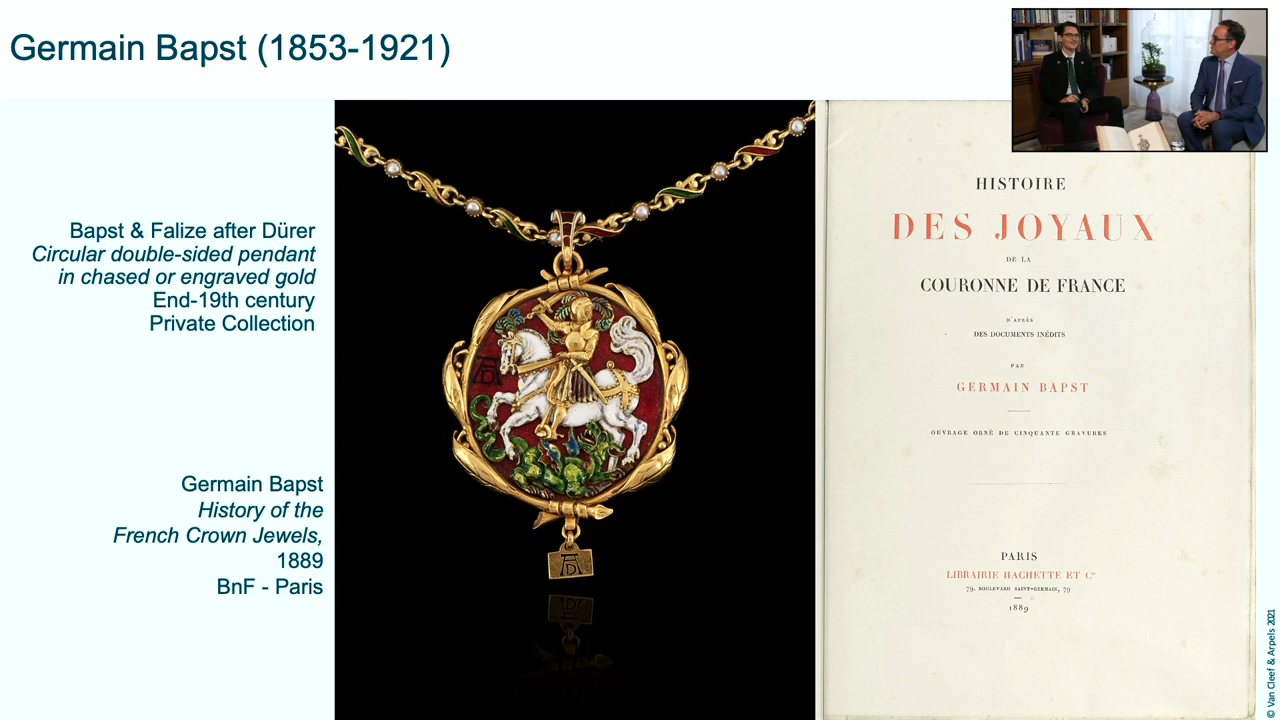 Germain Bapst (1853-1921)
Bapst & Falize after Dürer
Circular double-sided pendant
in chased or engraved gold
End-19th century
Private Collection
Germain Bapst
History of the
French Crown Jewels,
1889
BnF - Paris
AD
AD
HISTOIRE
DES JOYAUX
DE LA
COURONNE DE FRANCE
D'APRÈS
DES DOCUMENTS INÉDITS
PAR
GERMAIN BAPST
OUVRAGE ORNÉ DE CINQUANTE GRAVURES
PARIS
LIBRAIRIE HACHETTE ET Cie
79, BOULEVARD SAINT-GERMAIN, 79
1889
© Van Cleef & Arpels 2021